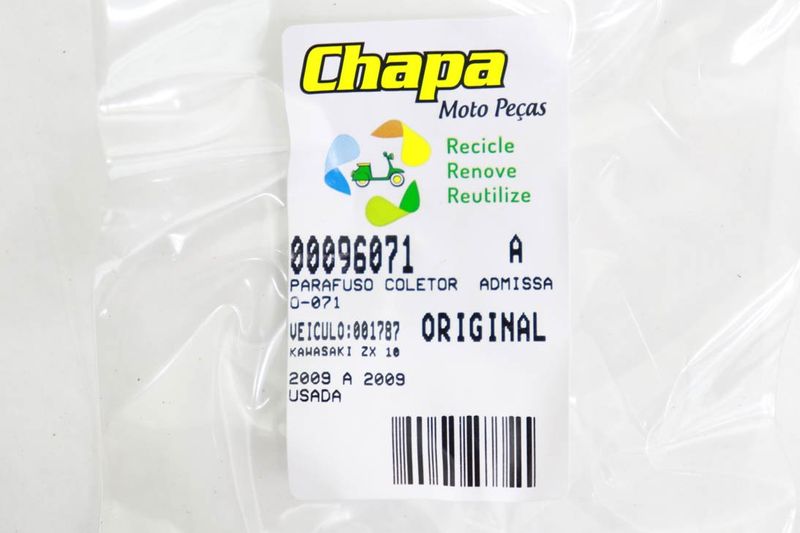 Chapa
Moto Peças
Recicle
Renove
Reutilize
00096071 A
PARAFUSO COLETOR ADMISSA
O-071
VEICULO:001787 ORIGINAL
KAWASAKI ZX 10
2009 A 2009
USADA